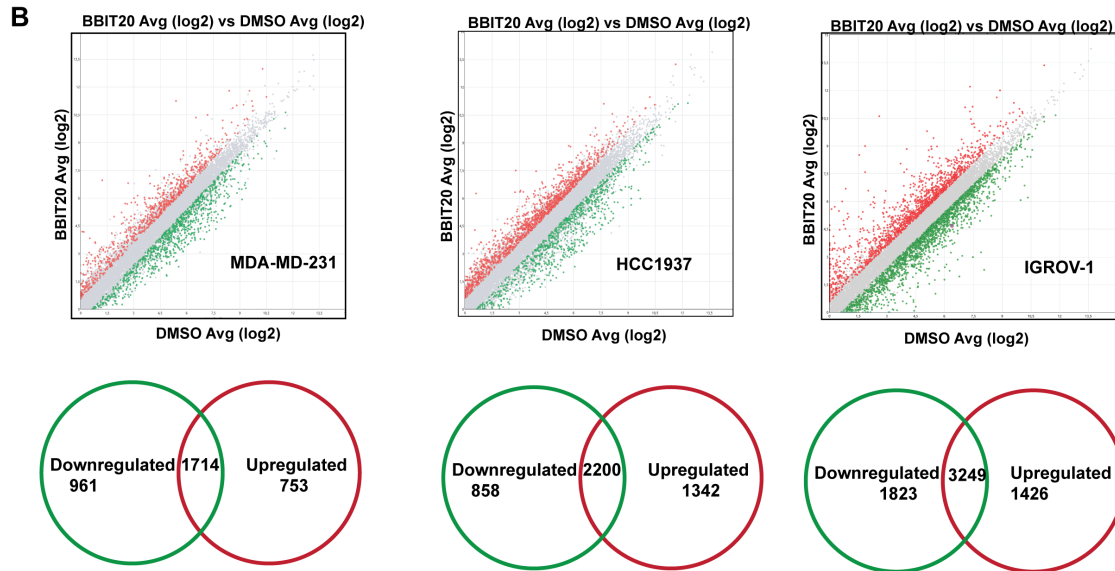 B
BBIT20 Avg (log2) vs DMSO Avg (log2)
BBIT20 Avg (log2)
MDA-MD-231
DMSO Avg (log2)
BBIT20 Avg (log2) vs DMSO Avg (log2)
BBIT20 Avg (log2)
HCC1937
DMSO Avg (log2)
BBIT20 Avg (log2) vs DMSO Avg (log2)
BBIT20 Avg (log2)
IGROV-1
DMSO Avg (log2)
Downregulated
961
1714
Upregulated
753
Downregulated
858
2200
Upregulated
1342
Downregulated
1823
3249
Upregulated
1426